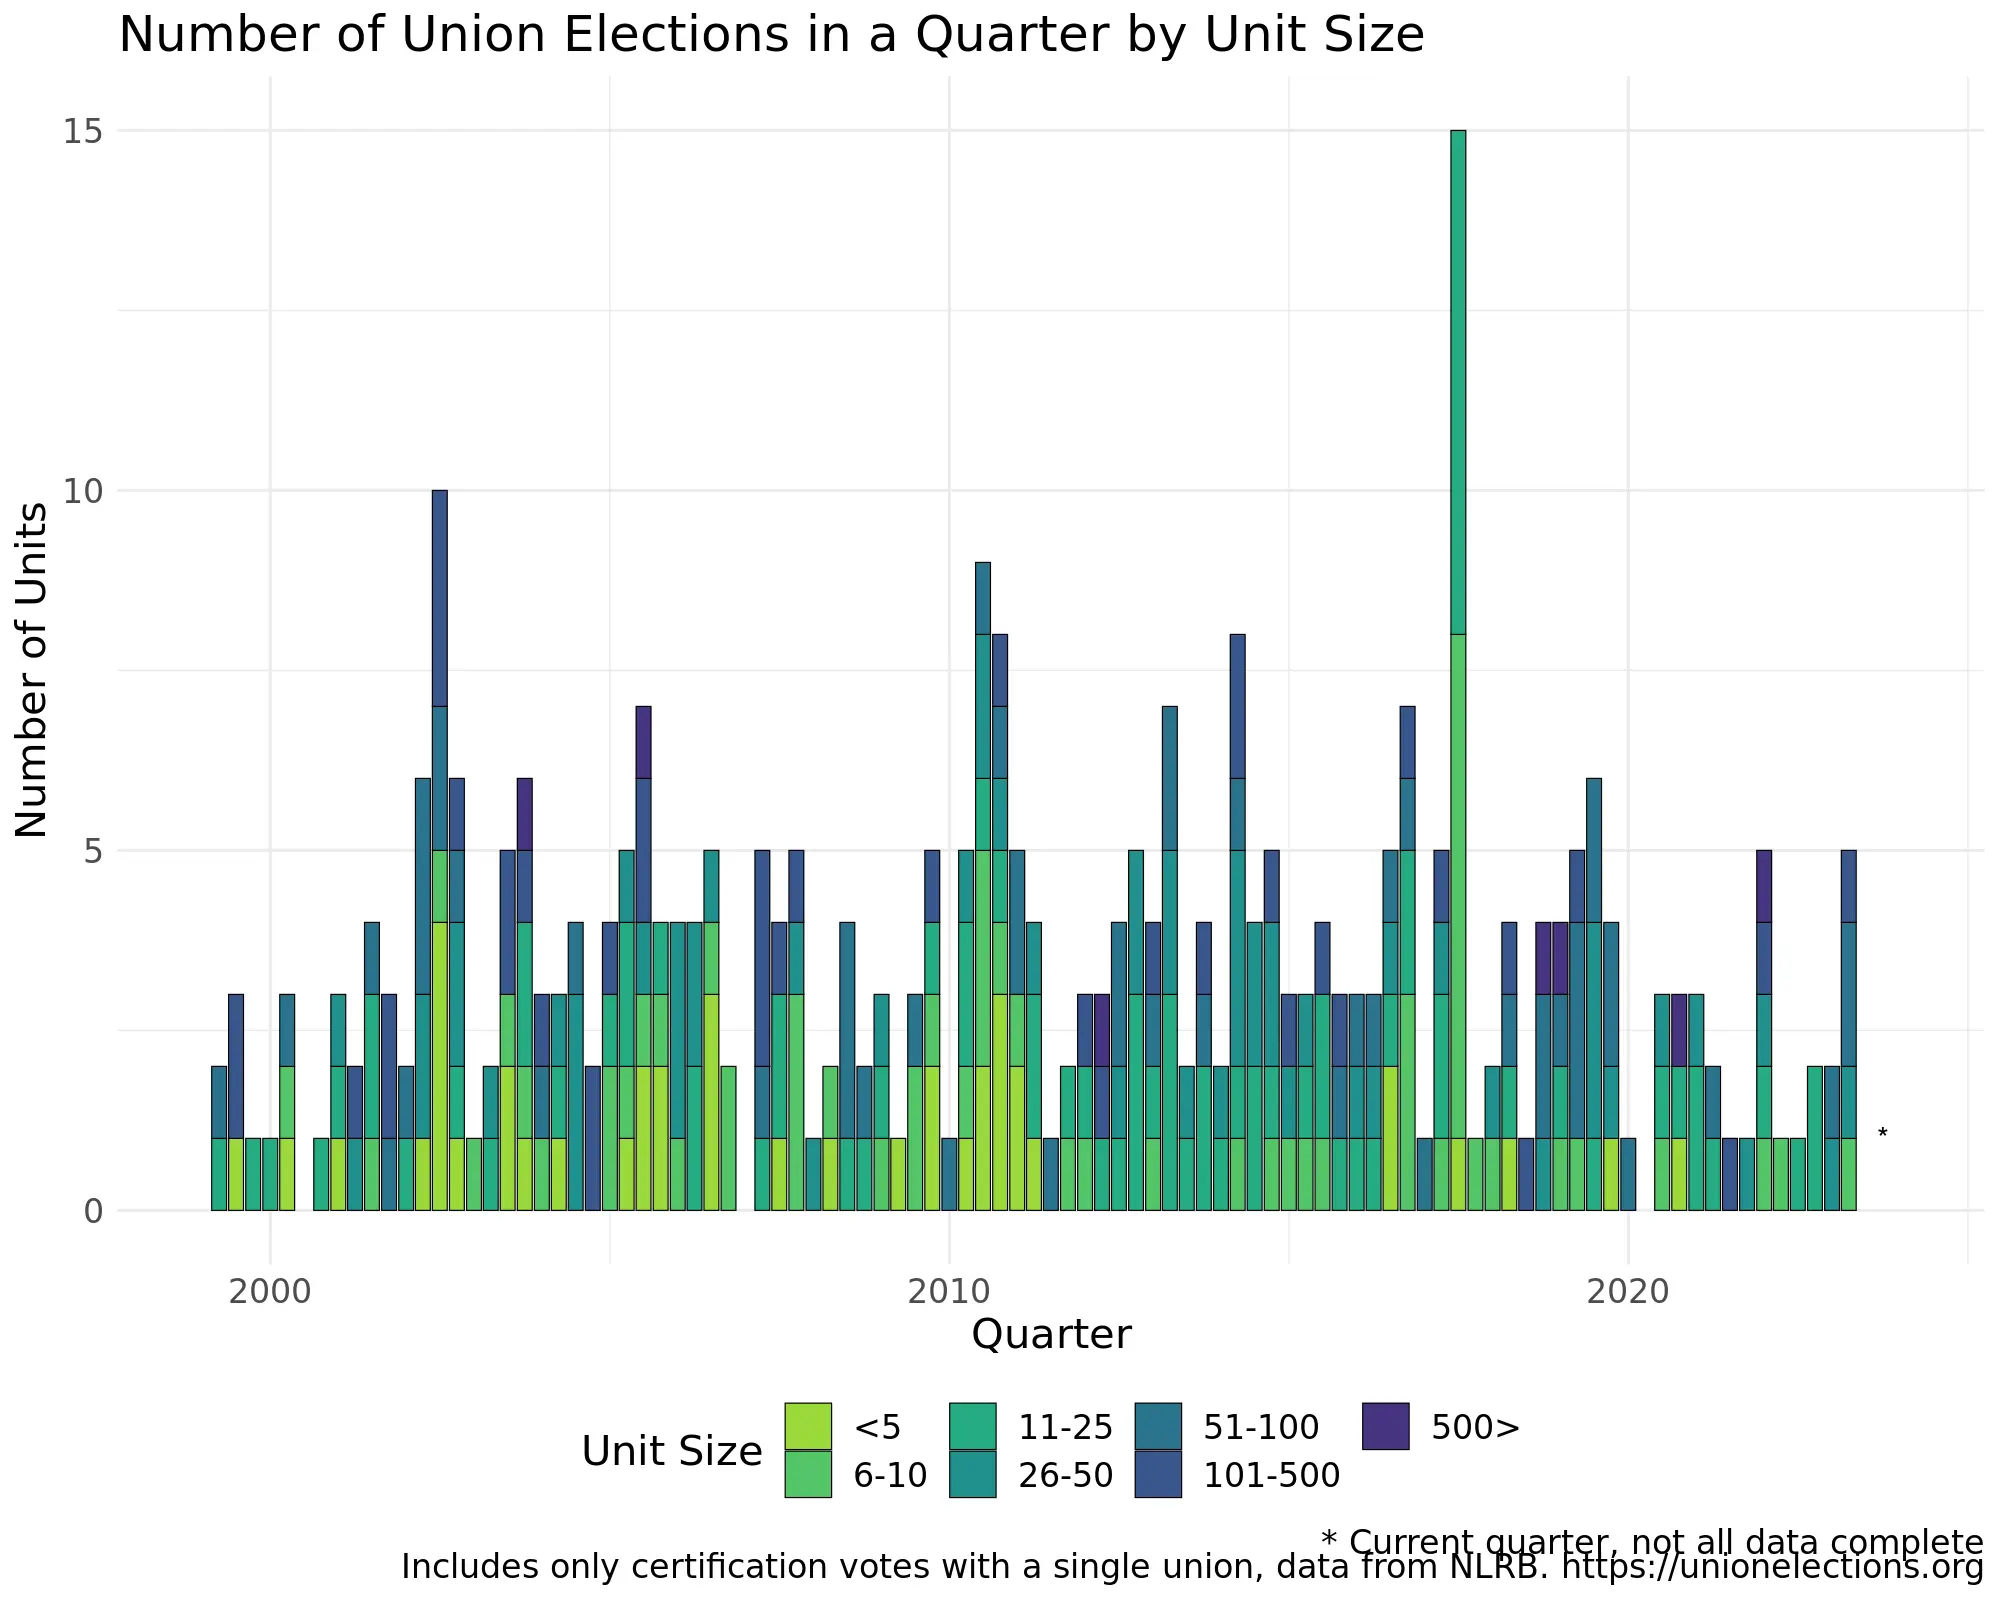 Number of Union Elections in a Quarter by Unit Size
Number of Units
15
10
5
0
2000 2010 2020
*
Quarter
Unit Size
<5 11-25 51-100 500>
6-10 26-50 101-500
* Current quarter, not all data complete
Includes only certification votes with a single union, data from NLRB. https://unionelections.org